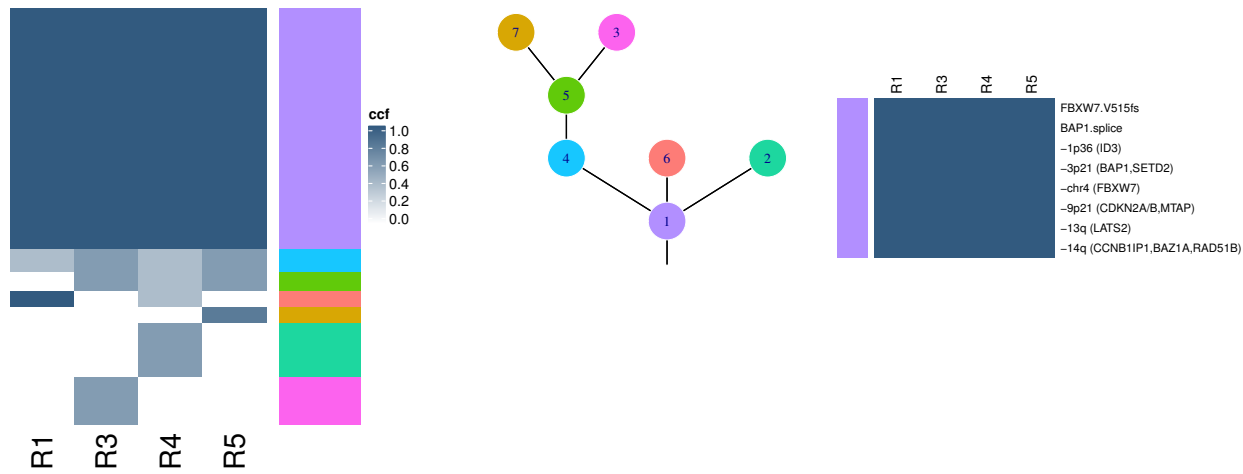 R1
R3
R4
R5
ccf
1.0
0.8
0.6
0.4
0.2
0.0
7
3
5
4
6
2
1
R1
R3
R4
R5
FBXW7.V515fs
BAP1.splice
−1p36 (ID3)
−3p21 (BAP1,SETD2)
−chr4 (FBXW7)
−9p21 (CDKN2A/B,MTAP)
−13q (LATS2)
−14q (CCNB1IP1,BAZ1A,RAD51B)